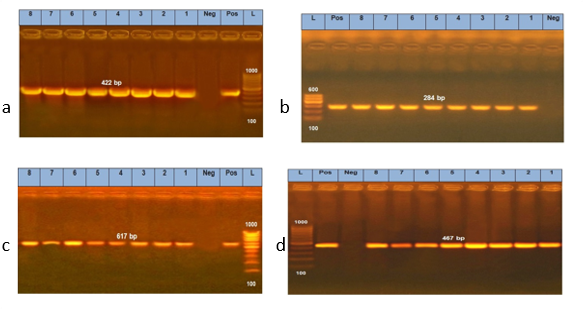 8 7 6 5 4 3 2 1 Neg Pos L
422 bp
1000
100
a
L Pos 8 7 6 5 4 3 2 1 Neg
600
284 bp
100
b
8 7 6 5 4 3 2 1 Neg Pos L
617 bp
1000
100
c
L Pos Neg 8 7 6 5 4 3 2 1
1000
467 bp
100
d